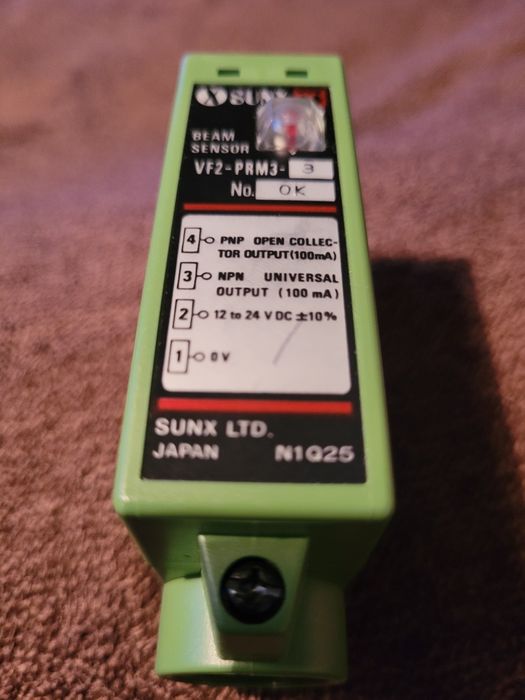 SUNX
BEAM
SENSOR
VF2-PRM3- 3
No. OK
4 PNP OPEN COLLEC-
TOR OUTPUT (100mA)
3 NPN UNIVERSAL
OUTPUT (100 mA)
2 12 to 24 V DC ±10%
1 0V
SUNX LTD.
JAPAN N1Q25